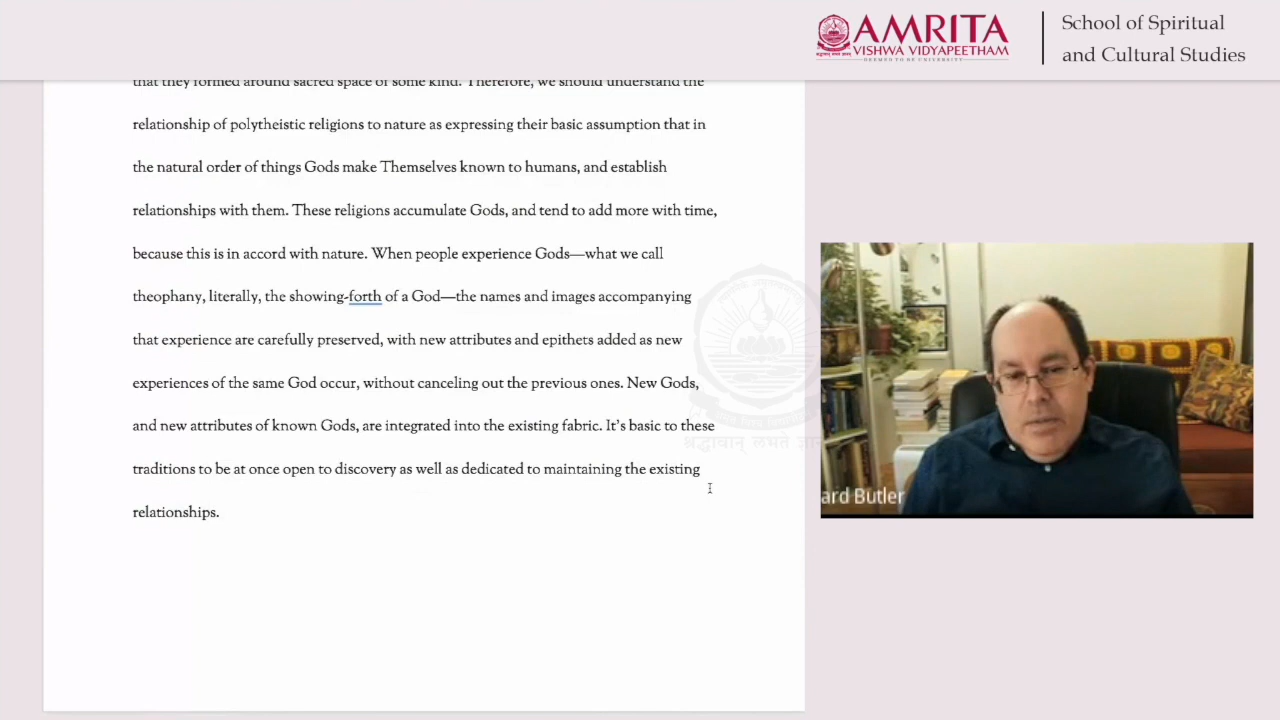 AMRITA
VISHWA VIDYAPEETHAM
DEEMED TO BE UNIVERSITY
School of Spiritual
and Cultural Studies
that they formed around sacred space of some kind. Therefore, we should understand the
relationship of polytheistic religions to nature as expressing their basic assumption that in
the natural order of things Gods make Themselves known to humans, and establish
relationships with them. These religions accumulate Gods, and tend to add more with time,
because this is in accord with nature. When people experience Gods—what we call
theophany, literally, the showing-forth of a God—the names and images accompanying
that experience are carefully preserved, with new attributes and epithets added as new
experiences of the same God occur, without canceling out the previous ones. New Gods,
and new attributes of known Gods, are integrated into the existing fabric. It's basic to these
traditions to be at once open to discovery as well as dedicated to maintaining the existing
relationships.
श्रद्धावान् लभते
ard Butler